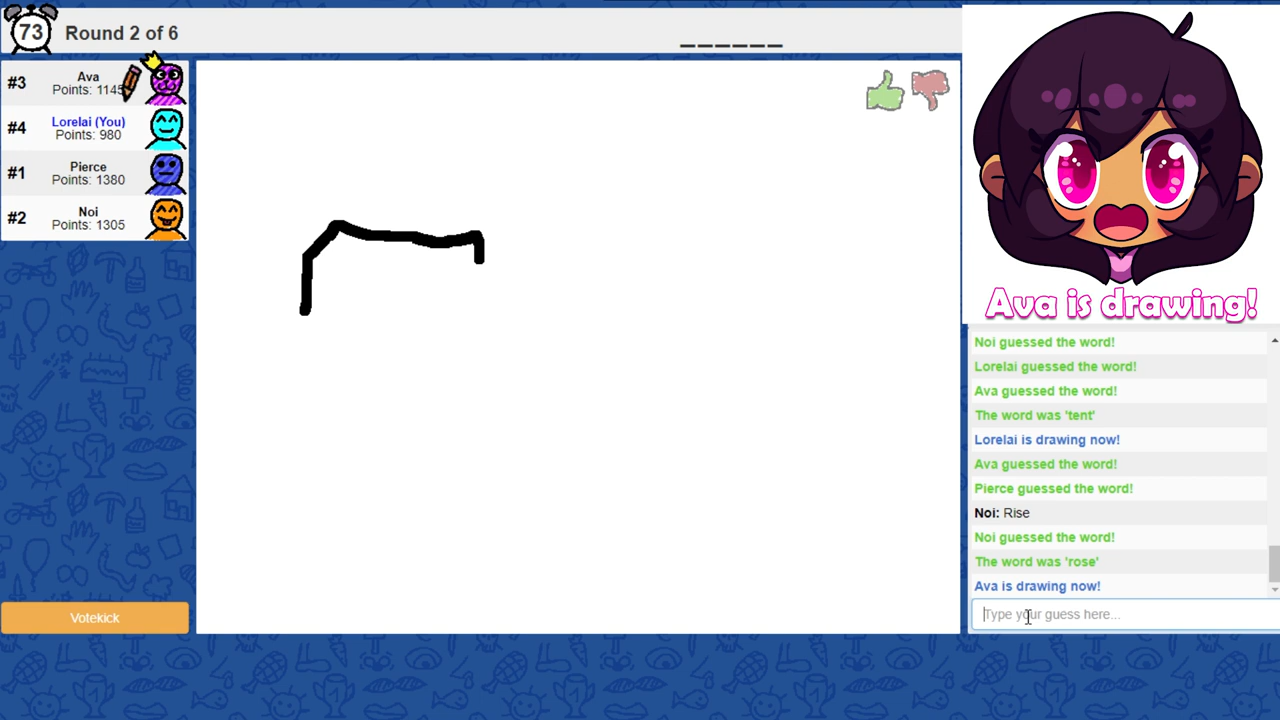 73
Round 2 of 6
______
#3
Ava
Points: 1145
#4
Lorelai (You)
Points: 980
#1
Pierce
Points: 1380
#2
Noi
Points: 1305
Votekick
Ava is drawing!
Noi guessed the word!
Lorelai guessed the word!
Ava guessed the word!
The word was 'tent'
Lorelai is drawing now!
Ava guessed the word!
Pierce guessed the word!
Noi: Rise
Noi guessed the word!
The word was 'rose'
Ava is drawing now!
Type your guess here...